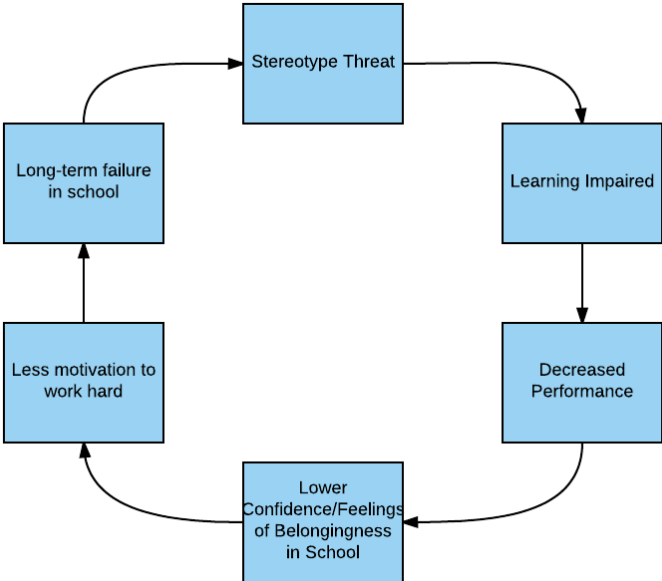 Stereotype Threat
Learning Impaired
Decreased
Performance
Lower
Confidence/Feelings
of Belongingness
in School
Less motivation to
work hard
Long-term failure
in school